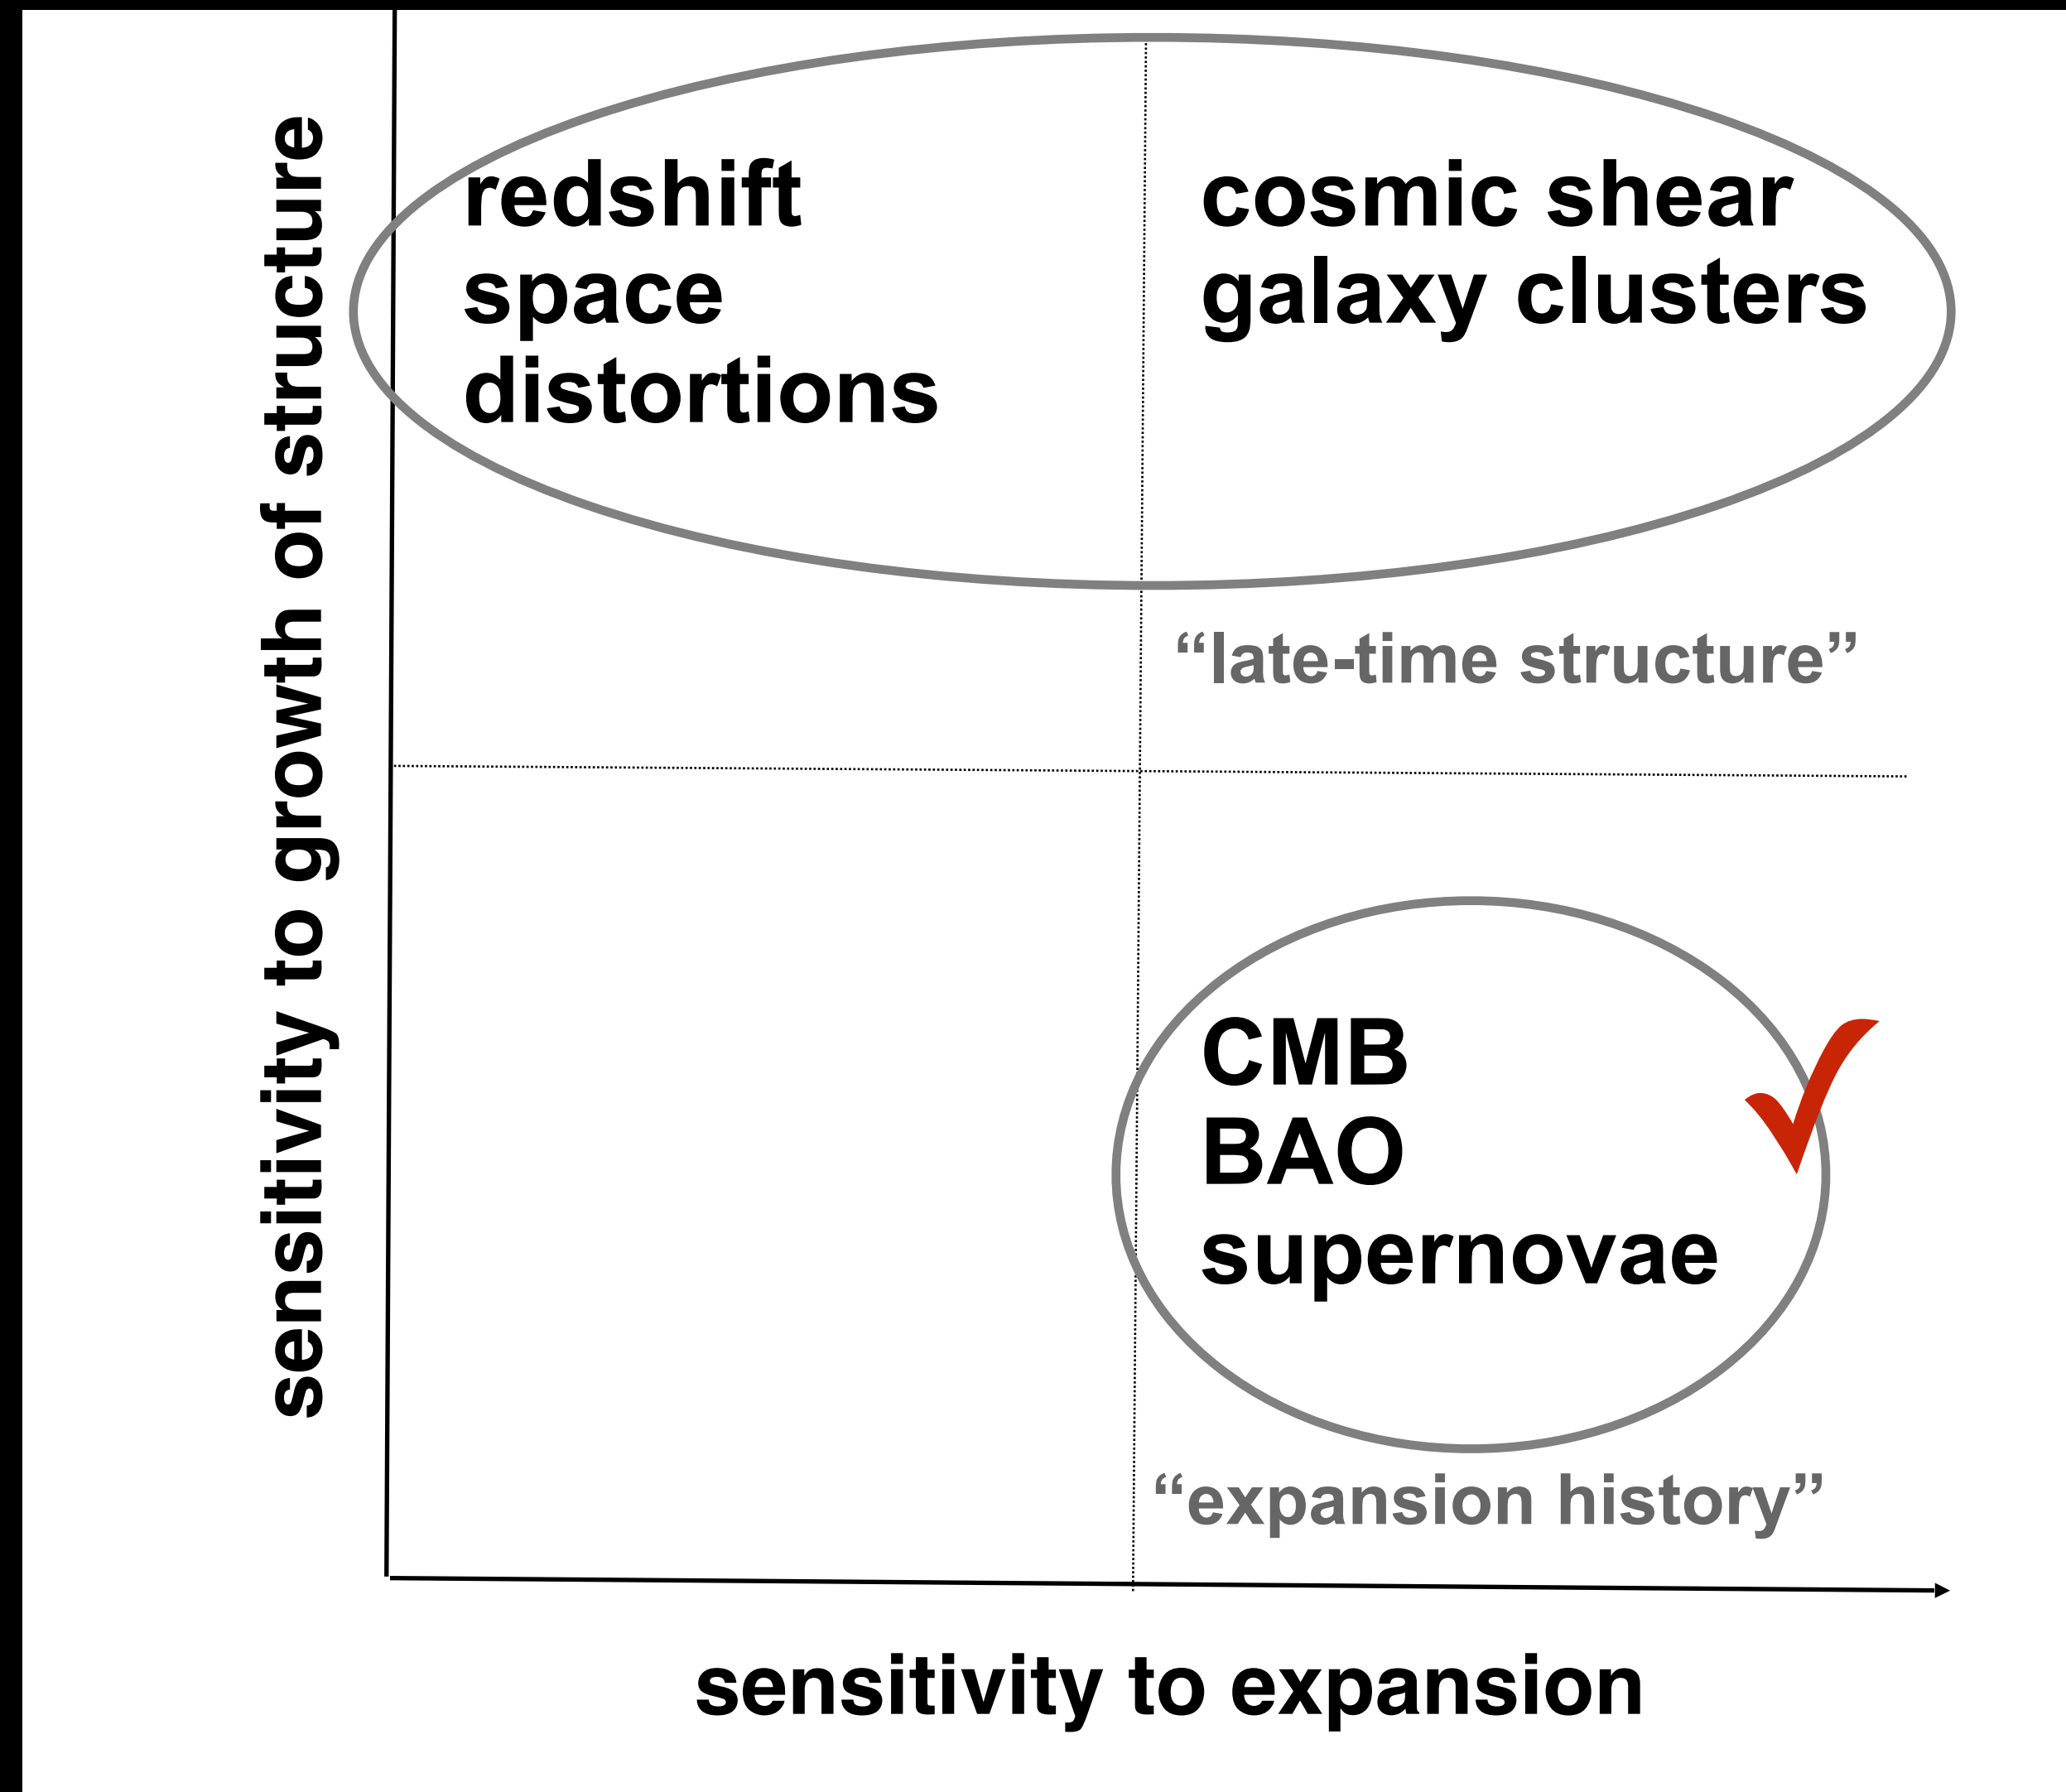 sensitivity to growth of structure
redshift
space
distortions
cosmic shear
galaxy clusters
“late-time structure”
CMB
BAO
supernovae
“expansion history”
sensitivity to expansion